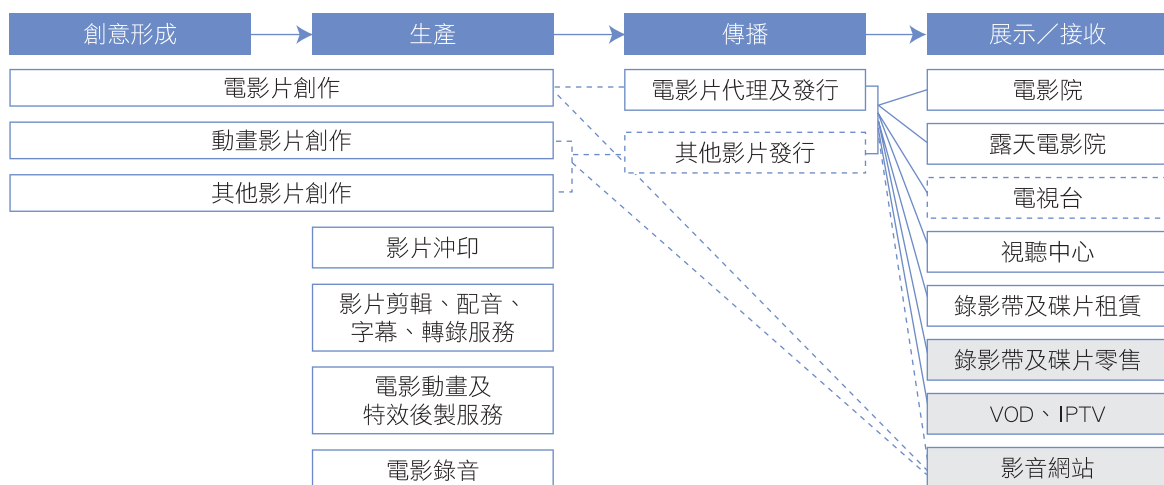 創意形成
生產
傳播
展示／接收
電影片創作
動畫影片創作
其他影片創作
影片沖印
影片剪輯、配音、
字幕、轉錄服務
電影動畫及
特效後製服務
電影錄音
電影片代理及發行
其他影片發行
電影院
露天電影院
電視台
視聽中心
錄影帶及碟片租賃
錄影帶及碟片零售
VOD、IPTV
影音網站